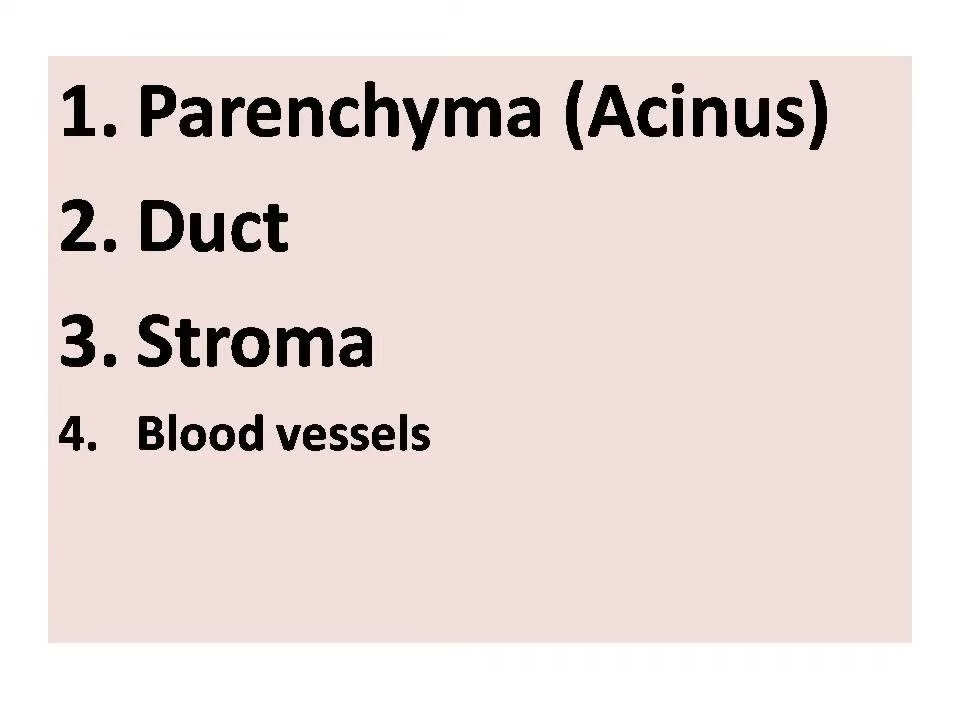 1. Parenchyma (Acinus)
2. Duct
3. Stroma
4. Blood vessels